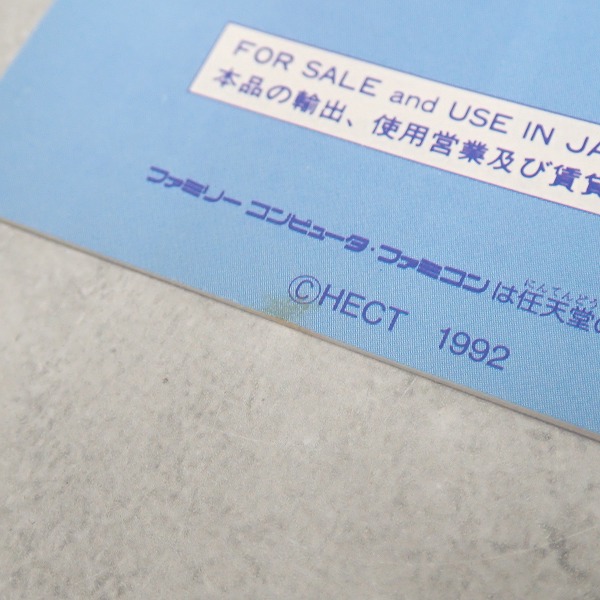 FOR SALE and USE IN JA
本品の輸出、使用営業及び賃貸
ファミリーコンピュータ・ファミコンは任天堂の
にんてんどう
©HECT 1992